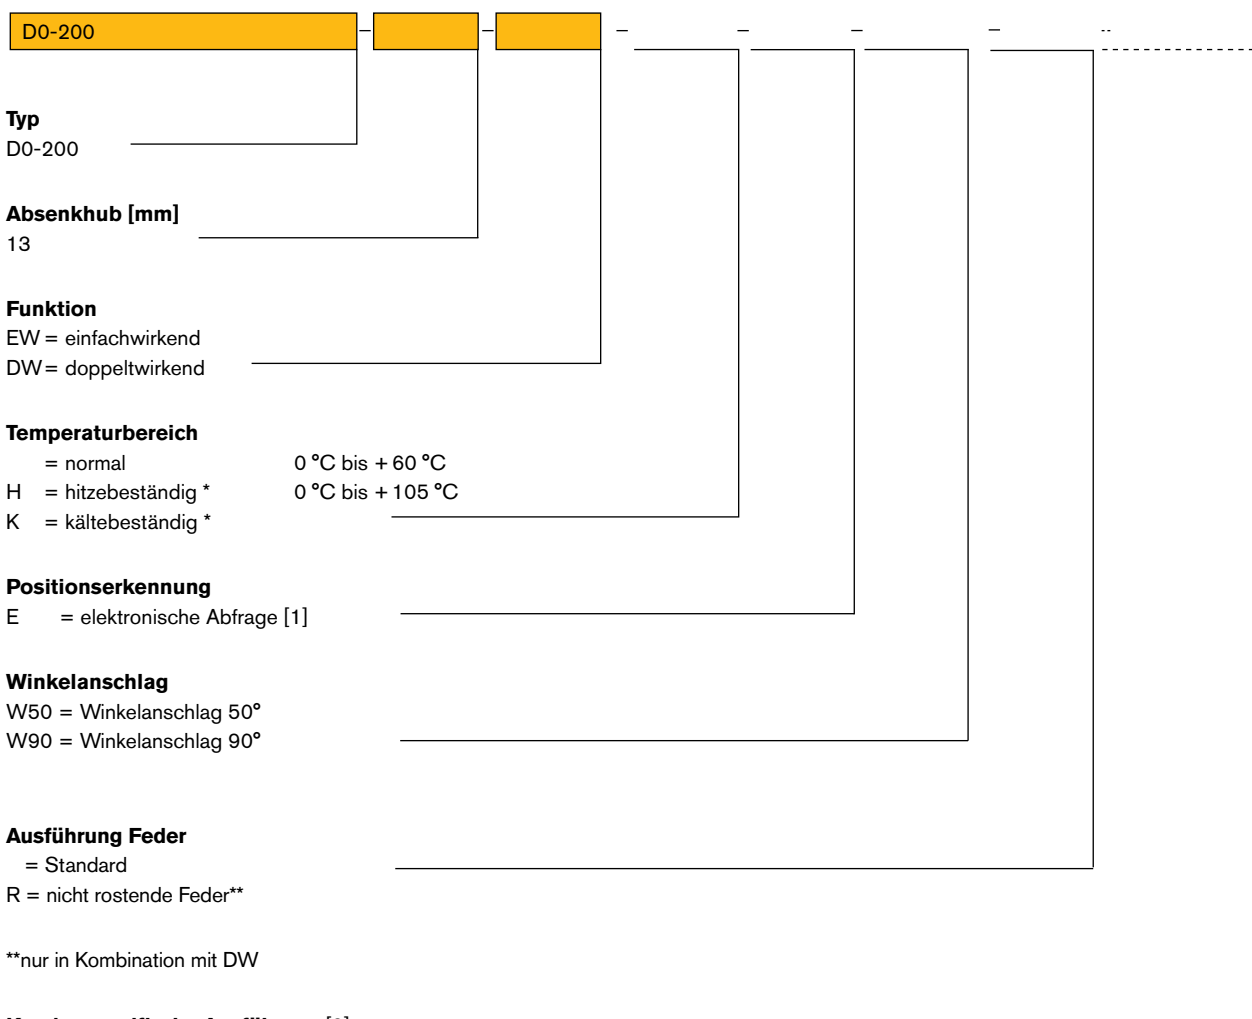 D0-200 – – – – – – --
Typ
D0-200
Absenkhub [mm]
13
Funktion
EW = einfachwirkend
DW = doppeltwirkend
Temperaturbereich
= normal 0 °C bis + 60 °C
H = hitzebeständig * 0 °C bis + 105 °C
K = kältebeständig *
Positionserkennung
E = elektronische Abfrage [1]
Winkelanschlag
W50 = Winkelanschlag 50°
W90 = Winkelanschlag 90°
Ausführung Feder
= Standard
R = nicht rostende Feder**
**nur in Kombination mit DW